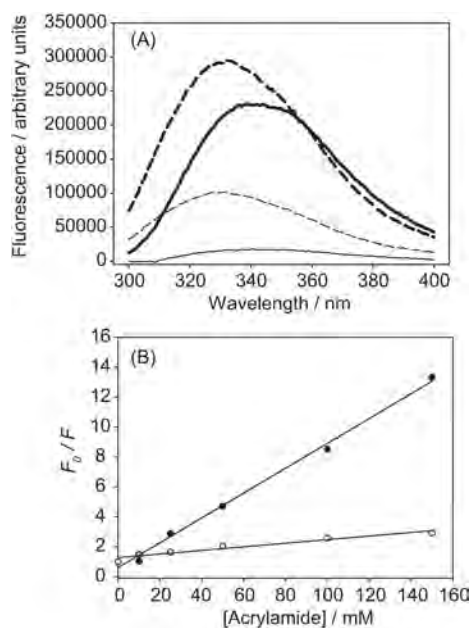 (A)
Fluorescence / arbitrary units
350000
300000
250000
200000
150000
100000
50000
0
300 320 340 360 380 400
Wavelength / nm
(B)
F₀ / F
16
14
12
10
8
6
4
2
0
0 20 40 60 80 100 120 140 160
[Acrylamide] / mM